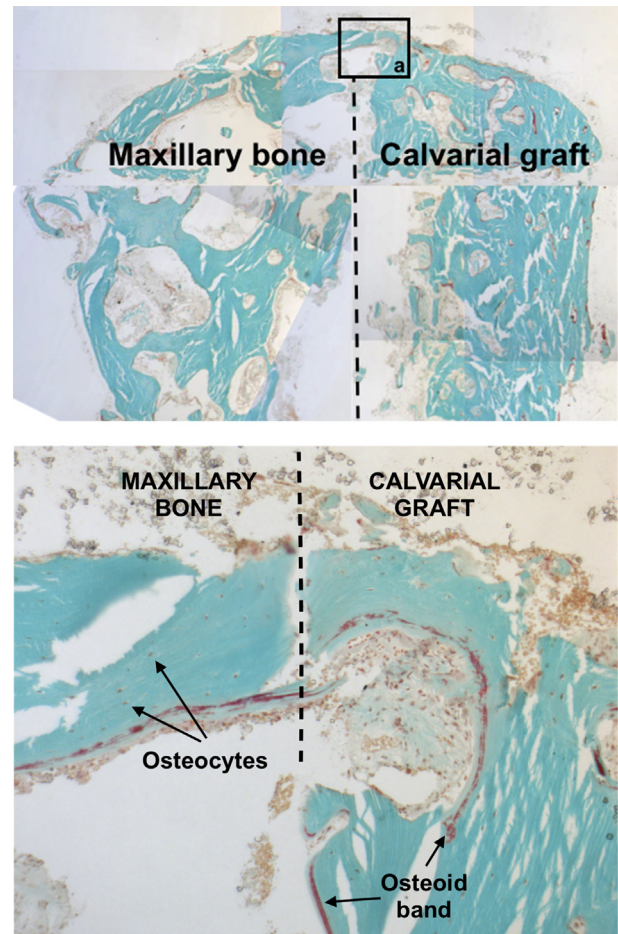 a
Maxillary bone
Calvarial graft
MAXILLARY
BONE
CALVARIAL
GRAFT
Osteocytes
Osteoid
band